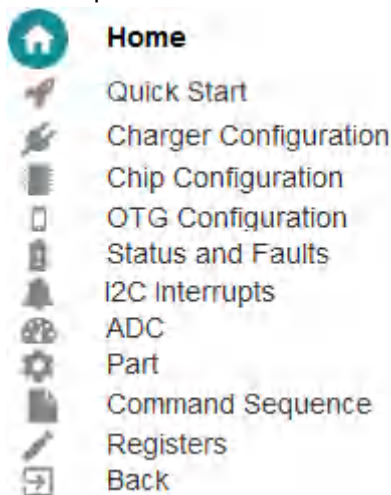 Home
Quick Start
Charger Configuration
Chip Configuration
OTG Configuration
Status and Faults
I2C Interrupts
ADC
Part
Command Sequence
Registers
Back